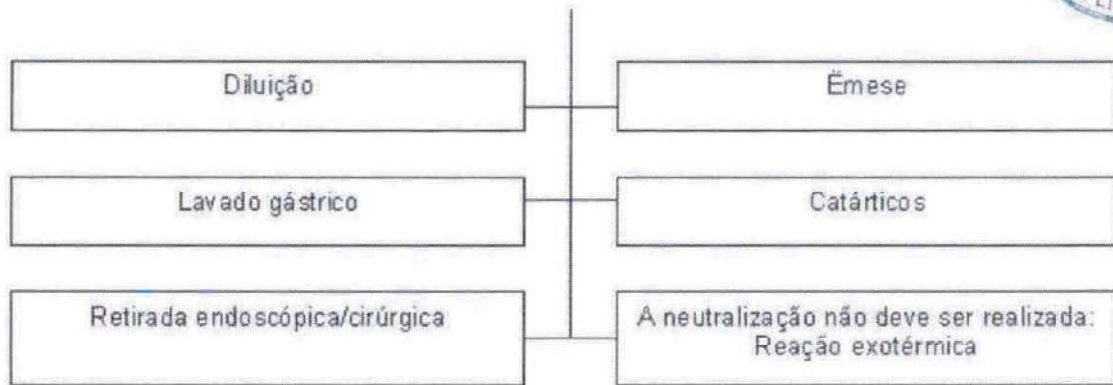 Diluição
Ëmese
Lavado gástrico
Catárticos
Retirada endoscópica/cirúrgica
A neutralização não deve ser realizada:
Reação exotérmica